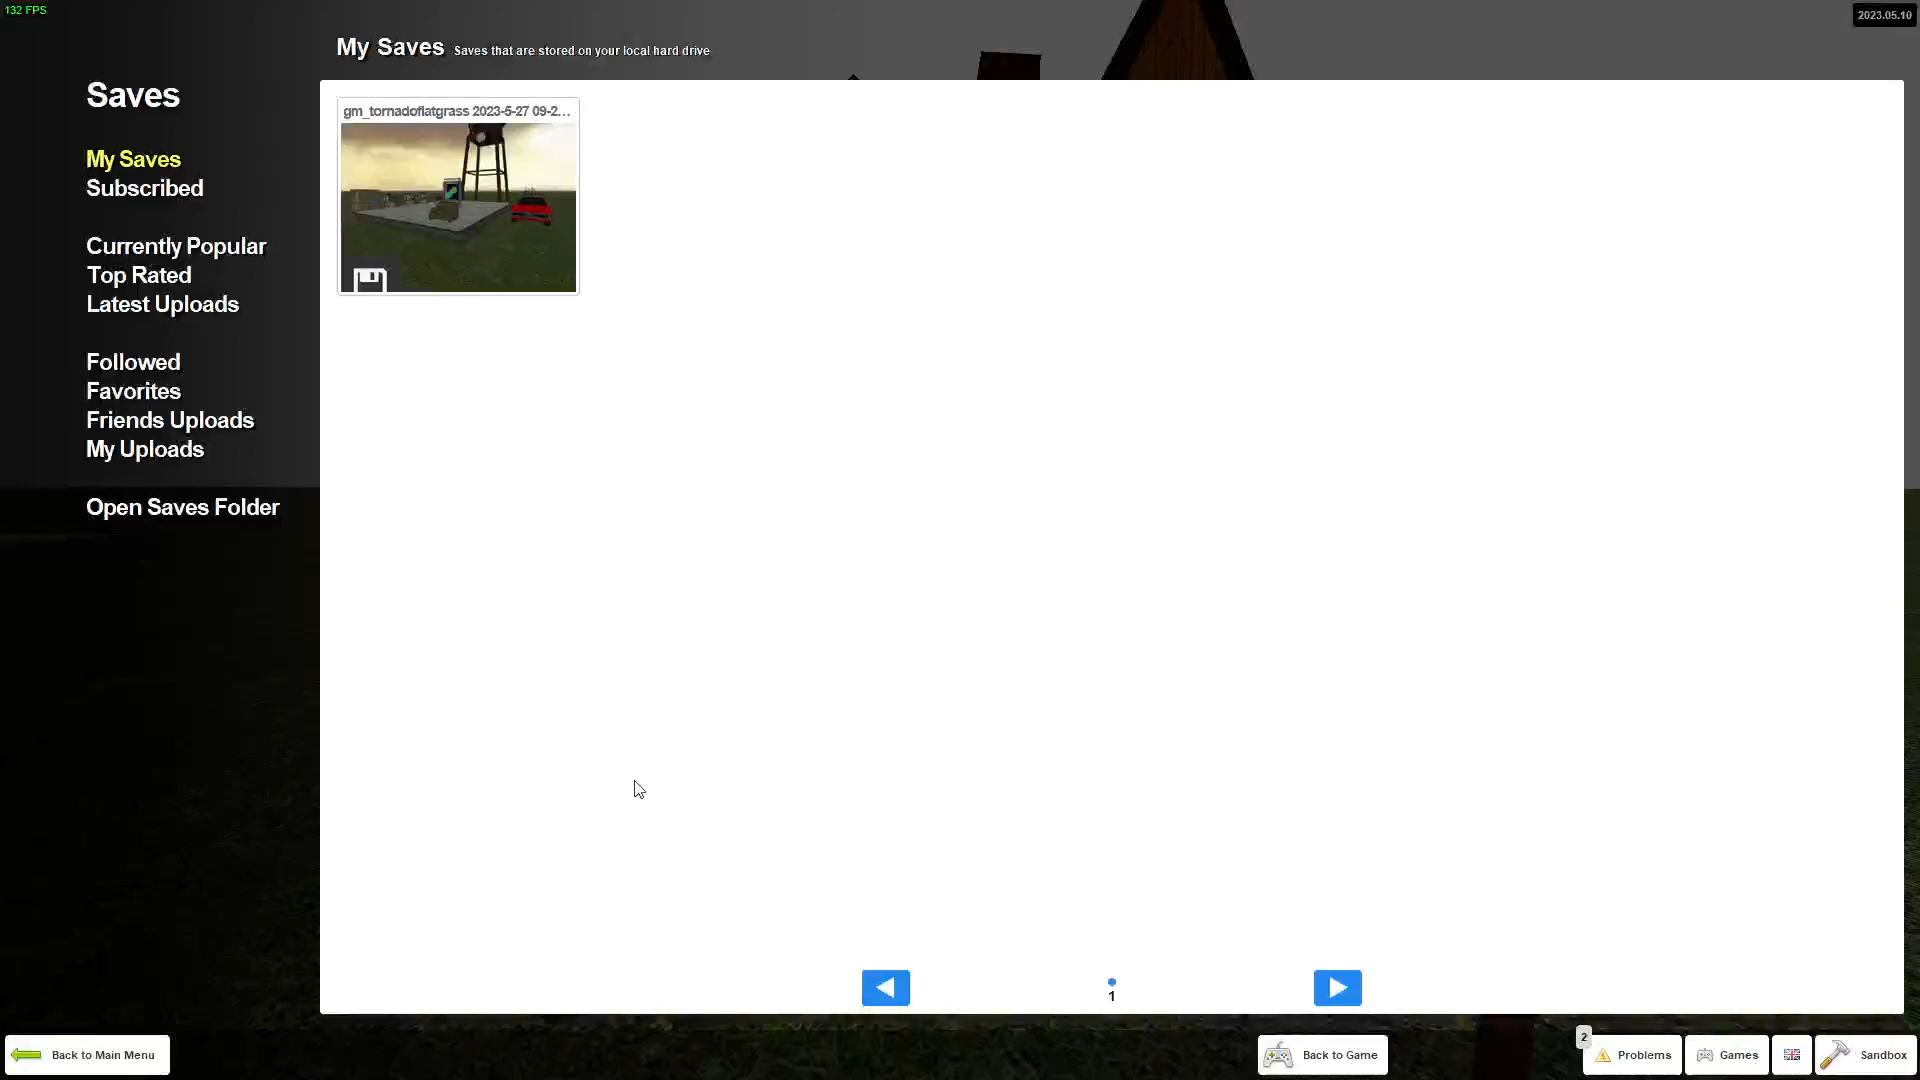 132 FPS
2023.05.10
My Saves Saves that are stored on your local hard drive
Saves
My Saves
Subscribed
Currently Popular
Top Rated
Latest Uploads
Followed
Favorites
Friends Uploads
My Uploads
Open Saves Folder
gm_tornadoflatgrass 2023-5-27 09-2...
1
Back to Main Menu
Back to Game
2
Problems
Games
Sandbox